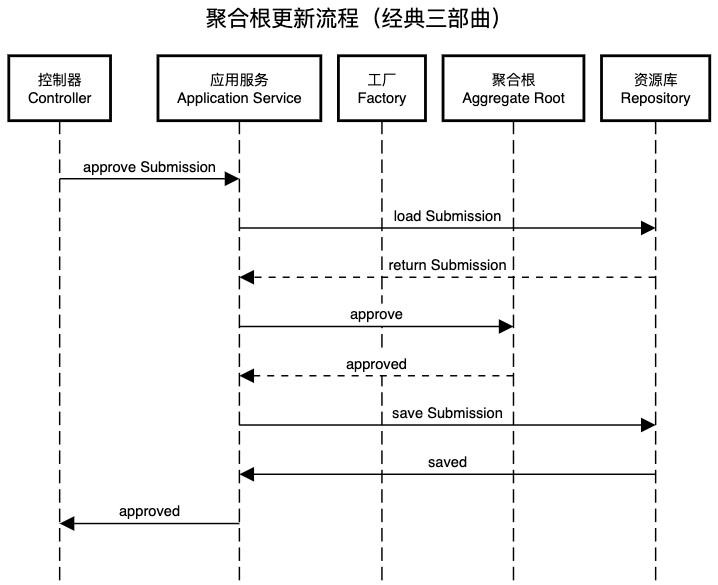 聚合根更新流程（经典三部曲）
控制器
Controller
应用服务
Application Service
工厂
Factory
聚合根
Aggregate Root
资源库
Repository
approve Submission
load Submission
return Submission
approve
approved
save Submission
saved
approved